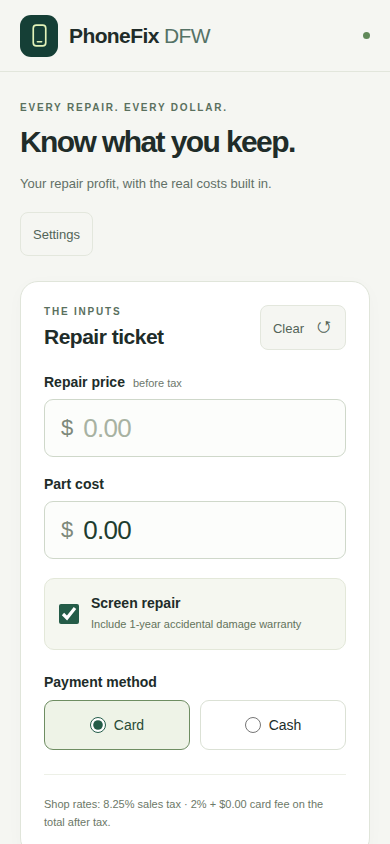 PhoneFix DFW
EVERY REPAIR. EVERY DOLLAR.
Know what you keep.
Your repair profit, with the real costs built in.
Settings
THE INPUTS
Repair ticket
Clear
Repair price before tax
$ 0.00
Part cost
$ 0.00
Screen repair
Include 1-year accidental damage warranty
Payment method
Card
Cash
Shop rates: 8.25% sales tax · 2% + $0.00 card fee on the
total after tax.